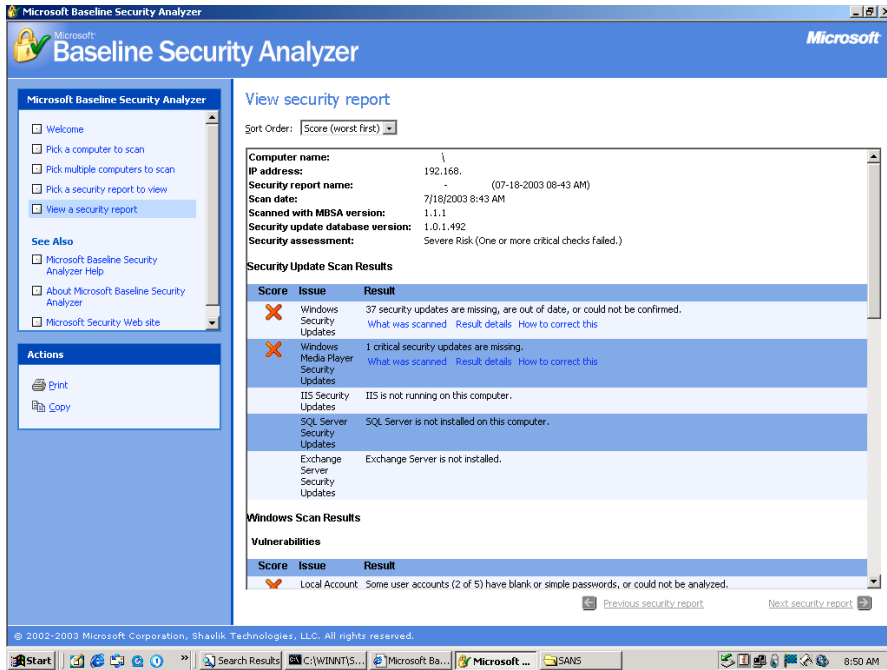 Microsoft Baseline Security Analyzer
Microsoft
Baseline Security Analyzer
Microsoft
Microsoft Baseline Security Analyzer
Welcome
Pick a computer to scan
Pick multiple computers to scan
Pick a security report to view
View a security report
See Also
Microsoft Baseline Security
Analyzer Help
About Microsoft Baseline Security
Analyzer
Microsoft Security Web site
Actions
Print
Copy
View security report
Sort Order: Score (worst first)
Computer name: \
IP address: 192.168.
Security report name: - (07-18-2003 08-43 AM)
Scan date: 7/18/2003 8:43 AM
Scanned with MBSA version: 1.1.1
Security update database version: 1.0.1.492
Security assessment: Severe Risk (One or more critical checks failed.)
Security Update Scan Results
Score Issue Result
Windows
Security
Updates
37 security updates are missing, are out of date, or could not be confirmed.
What was scanned Result details How to correct this
Windows
Media Player
Security
Updates
1 critical security updates are missing.
What was scanned Result details How to correct this
IIS Security
Updates
IIS is not running on this computer.
SQL Server
Security
Updates
SQL Server is not installed on this computer.
Exchange
Server
Security
Updates
Exchange Server is not installed.
Windows Scan Results
Vulnerabilities
Score Issue Result
Local Account Some user accounts (2 of 5) have blank or simple passwords, or could not be analyzed.
Previous security report Next security report
© 2002-2003 Microsoft Corporation, Shavlik Technologies, LLC. All rights reserved.
Start » Search Results C:\WINNT\S... Microsoft Ba... Microsoft ... SANS 8:50 AM